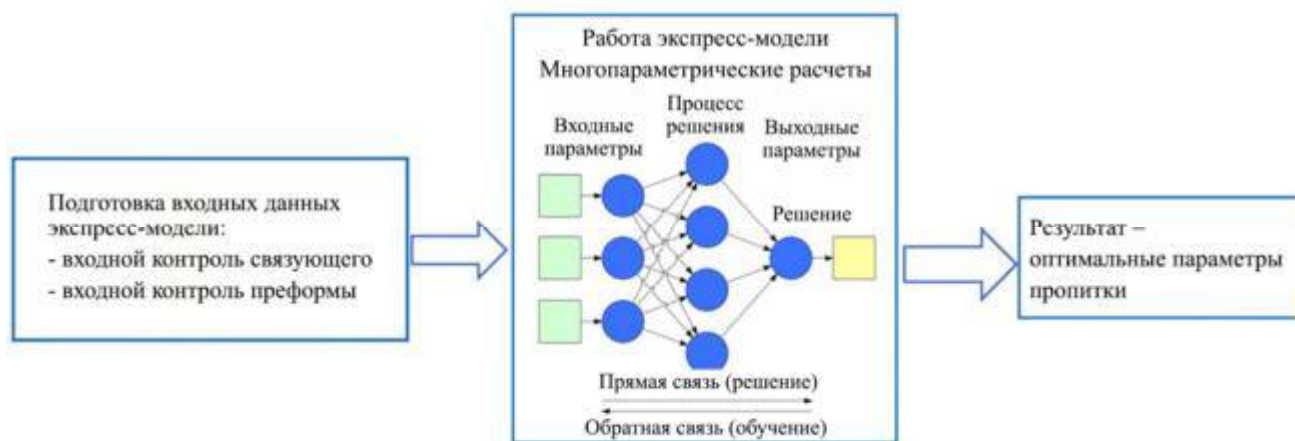 Подготовка входных данных
экспресс-модели:
- входной контроль связующего
- входной контроль преформы
Работа экспресс-модели
Многопараметрические расчеты
Входные
параметры
Процесс
решения
Выходные
параметры
Решение
Прямая связь (решение)
Обратная связь (обучение)
Результат –
оптимальные параметры
пропитки